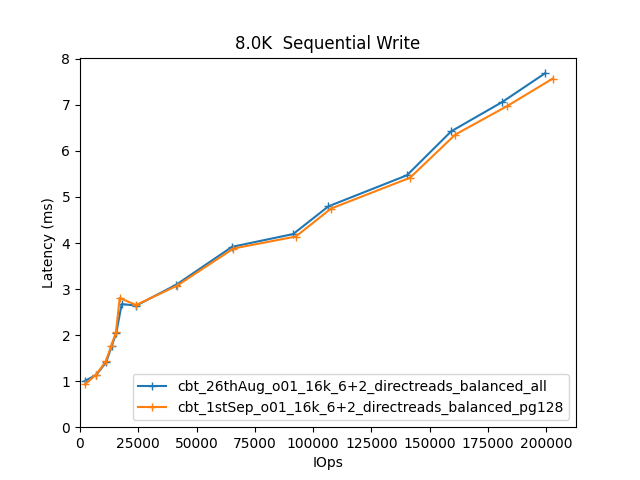 8.0K  Sequential Write
Latency (ms)
8
7
6
5
4
3
2
1
0
0 25000 50000 75000 100000 125000 150000 175000 200000
IOps
cbt_26thAug_o01_16k_6+2_directreads_balanced_all
cbt_1stSep_o01_16k_6+2_directreads_balanced_pg128